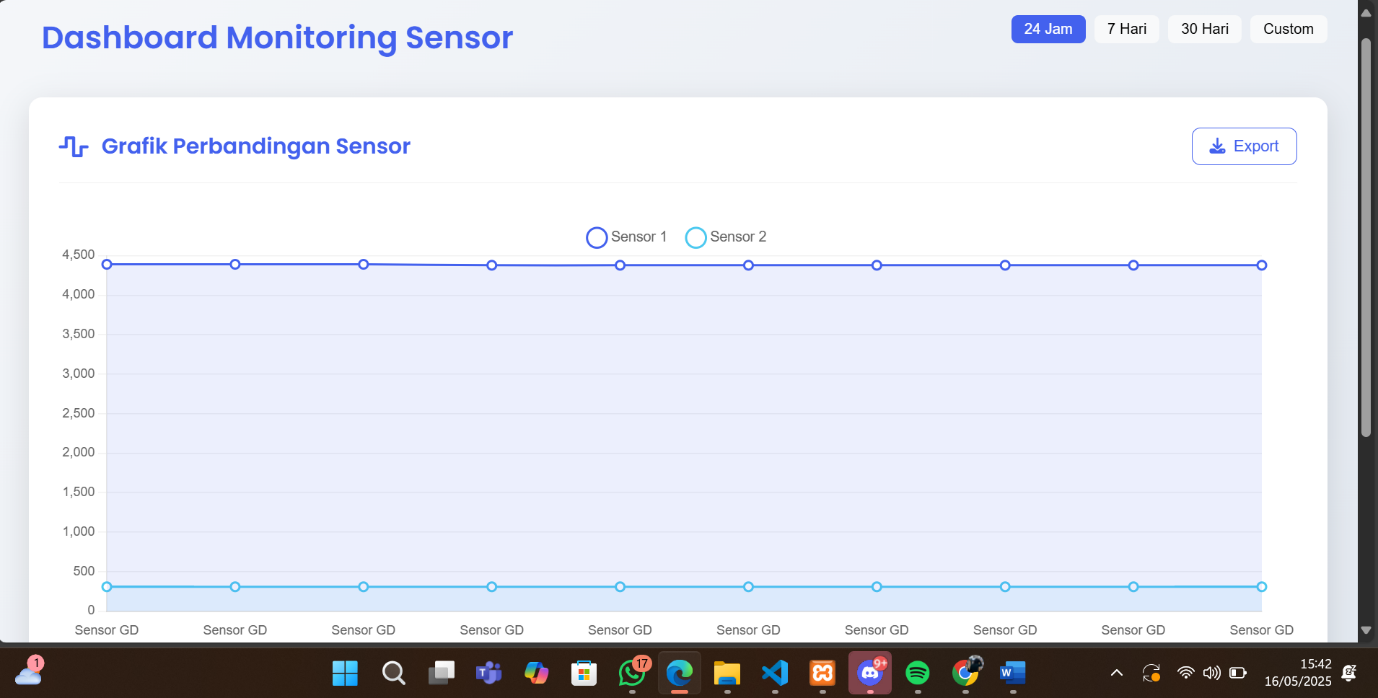 Dashboard Monitoring Sensor
24 Jam 7 Hari 30 Hari Custom
Grafik Perbandingan Sensor
Export
Sensor 1 Sensor 2
4,500
4,000
3,500
3,000
2,500
2,000
1,500
1,000
500
0
Sensor GD Sensor GD Sensor GD Sensor GD Sensor GD Sensor GD Sensor GD Sensor GD Sensor GD Sensor GD
1
17
9+
15:42
16/05/2025